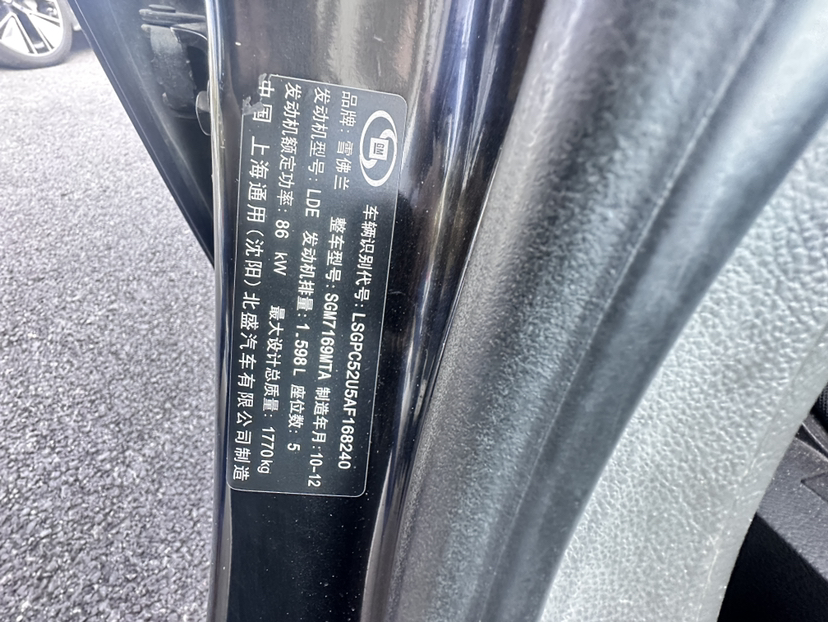 GM
车辆识别代号:LSGPC52U5AF168240
品牌: 雪佛兰 整车型号:SGM7169MTA 制造年月:10-12
发动机型号: LDE 发动机排量:1.598L 座位数: 5
发动机额定功率: 86 kW 最大设计总质量: 1770kg
中国 上海通用(沈阳)北盛汽车有限公司制造